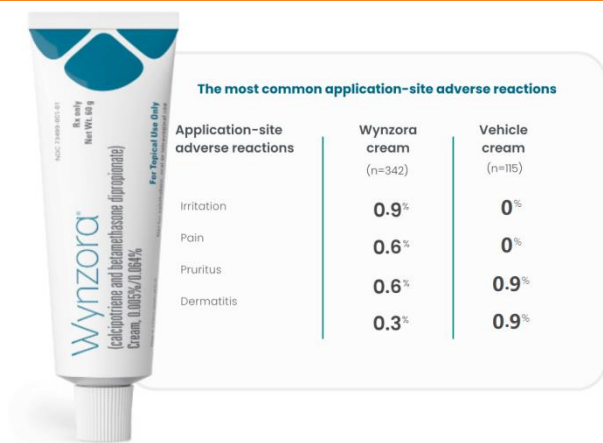 The most common application-site adverse reactions
Application-site
adverse reactions
Wynzora
cream
(n=342)
Vehicle
cream
(n=115)
Irritation
0.9%
0%
Pain
0.6%
0%
Pruritus
0.6%
0.9%
Dermatitis
0.3%
0.9%
Rx only
Net Wt. 60 g
For Topical Use Only
Wynzora®
(calcipotriene and betamethasone dipropionate)
Cream, 0.005%/0.064%